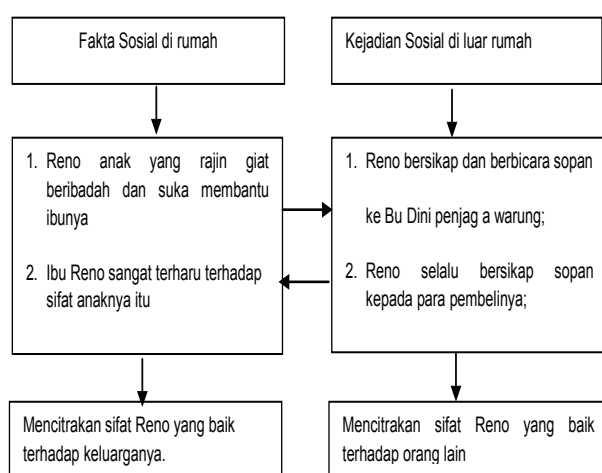 Fakta Sosial di rumah
Kejadian Sosial di luar rumah
1. Reno anak yang rajin giat
beribadah dan suka membantu
ibunya
2. Ibu Reno sangat terharu terhadap
sifat anaknya itu
1. Reno bersikap dan berbicara sopan
ke Bu Dini penjag a warung;
2. Reno selalu bersikap sopan
kepada para pembelinya;
Mencitrakan sifat Reno yang baik
terhadap keluarganya.
Mencitrakan sifat Reno yang baik
terhadap orang lain